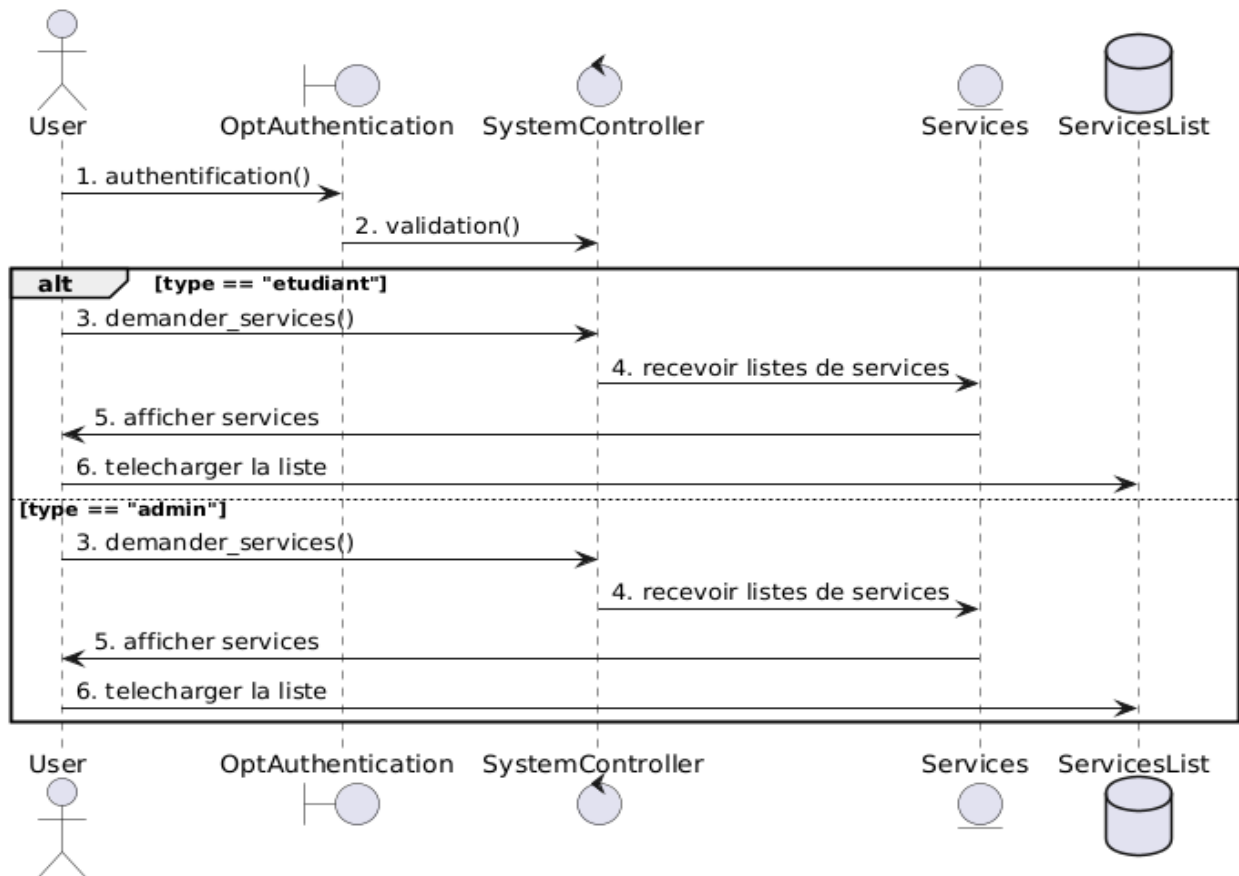 User
OptAuthentication
SystemController
Services
ServicesList
1. authentification()
2. validation()
alt
[type == "etudiant"]
3. demander_services()
4. recevoir listes de services
5. afficher services
6. telecharger la liste
[type == "admin"]
3. demander_services()
4. recevoir listes de services
5. afficher services
6. telecharger la liste
User
OptAuthentication
SystemController
Services
ServicesList